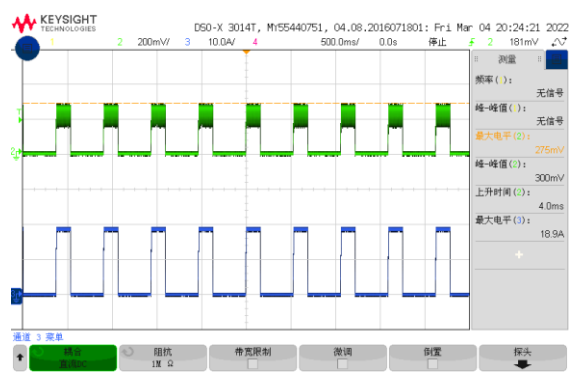 KEYSIGHT
TECHNOLOGIES
DSO-X 3014T, MY55440751, 04.08.2016071801: Fri Mar 04 20:24:21 2022
1 2 200mV/ 3 10.0A/ 4 500.0ms/ 0.0s 停止 2 181mV
测量
频率(1):
无信号
峰-峰值(1):
无信号
最大电平(2):
275mV
峰-峰值(2):
300mV
上升时间(2):
4.0ms
最大电平(3):
18.9A
通道 3 菜单
耦合 阻抗 带宽限制 微调 倒置 探头
直流DC 1M Ω